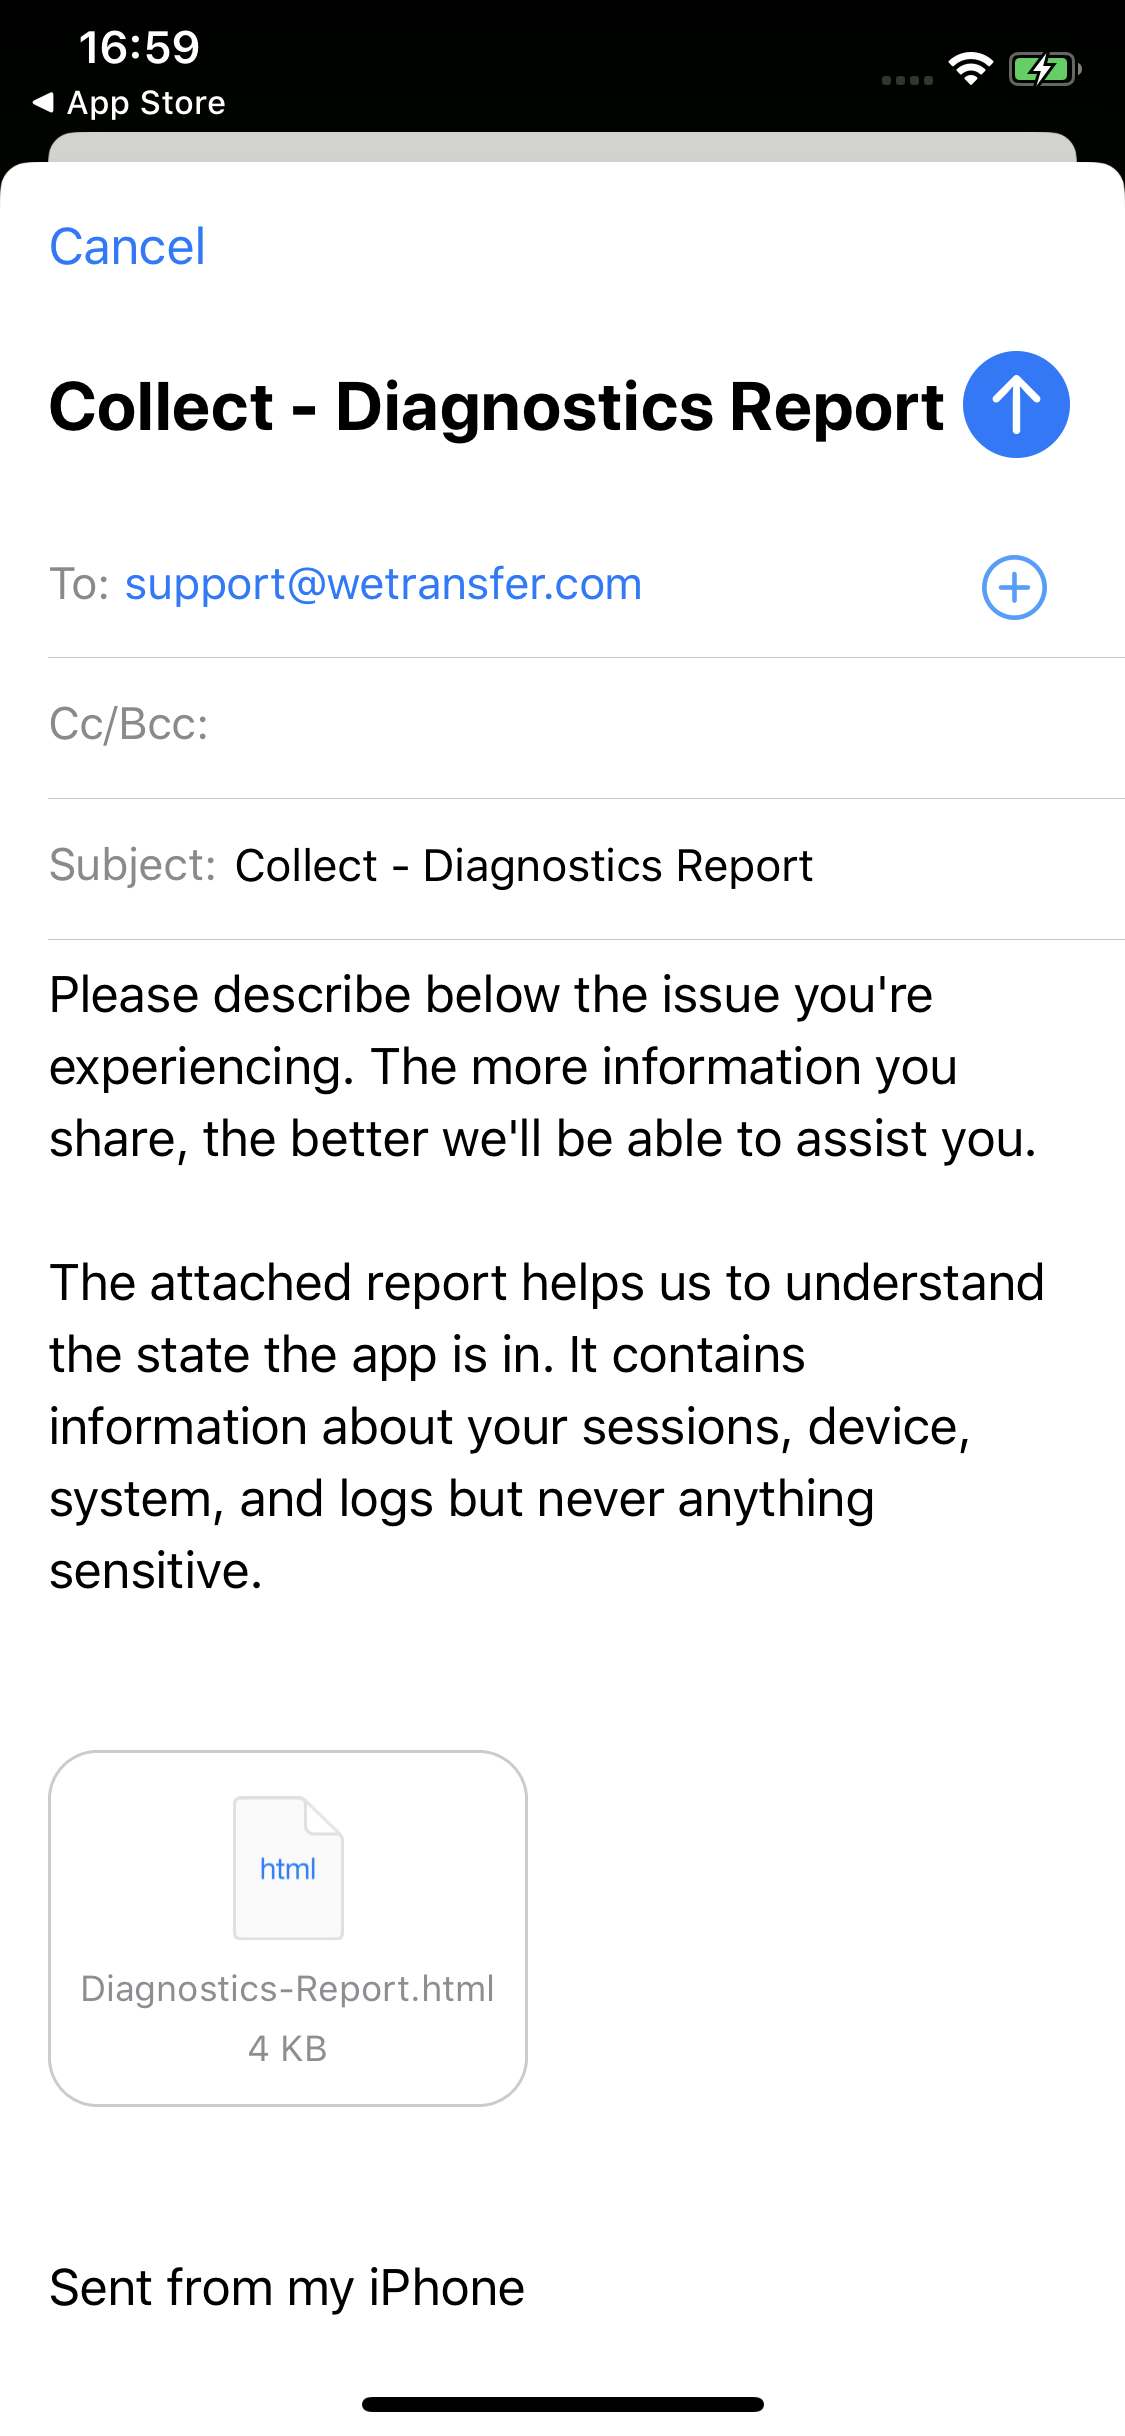 16:59
◀ App Store
Cancel
Collect - Diagnostics Report
To: support@wetransfer.com
Cc/Bcc:
Subject: Collect - Diagnostics Report
Please describe below the issue you're
experiencing. The more information you
share, the better we'll be able to assist you.
The attached report helps us to understand
the state the app is in. It contains
information about your sessions, device,
system, and logs but never anything
sensitive.
html
Diagnostics-Report.html
4 KB
Sent from my iPhone